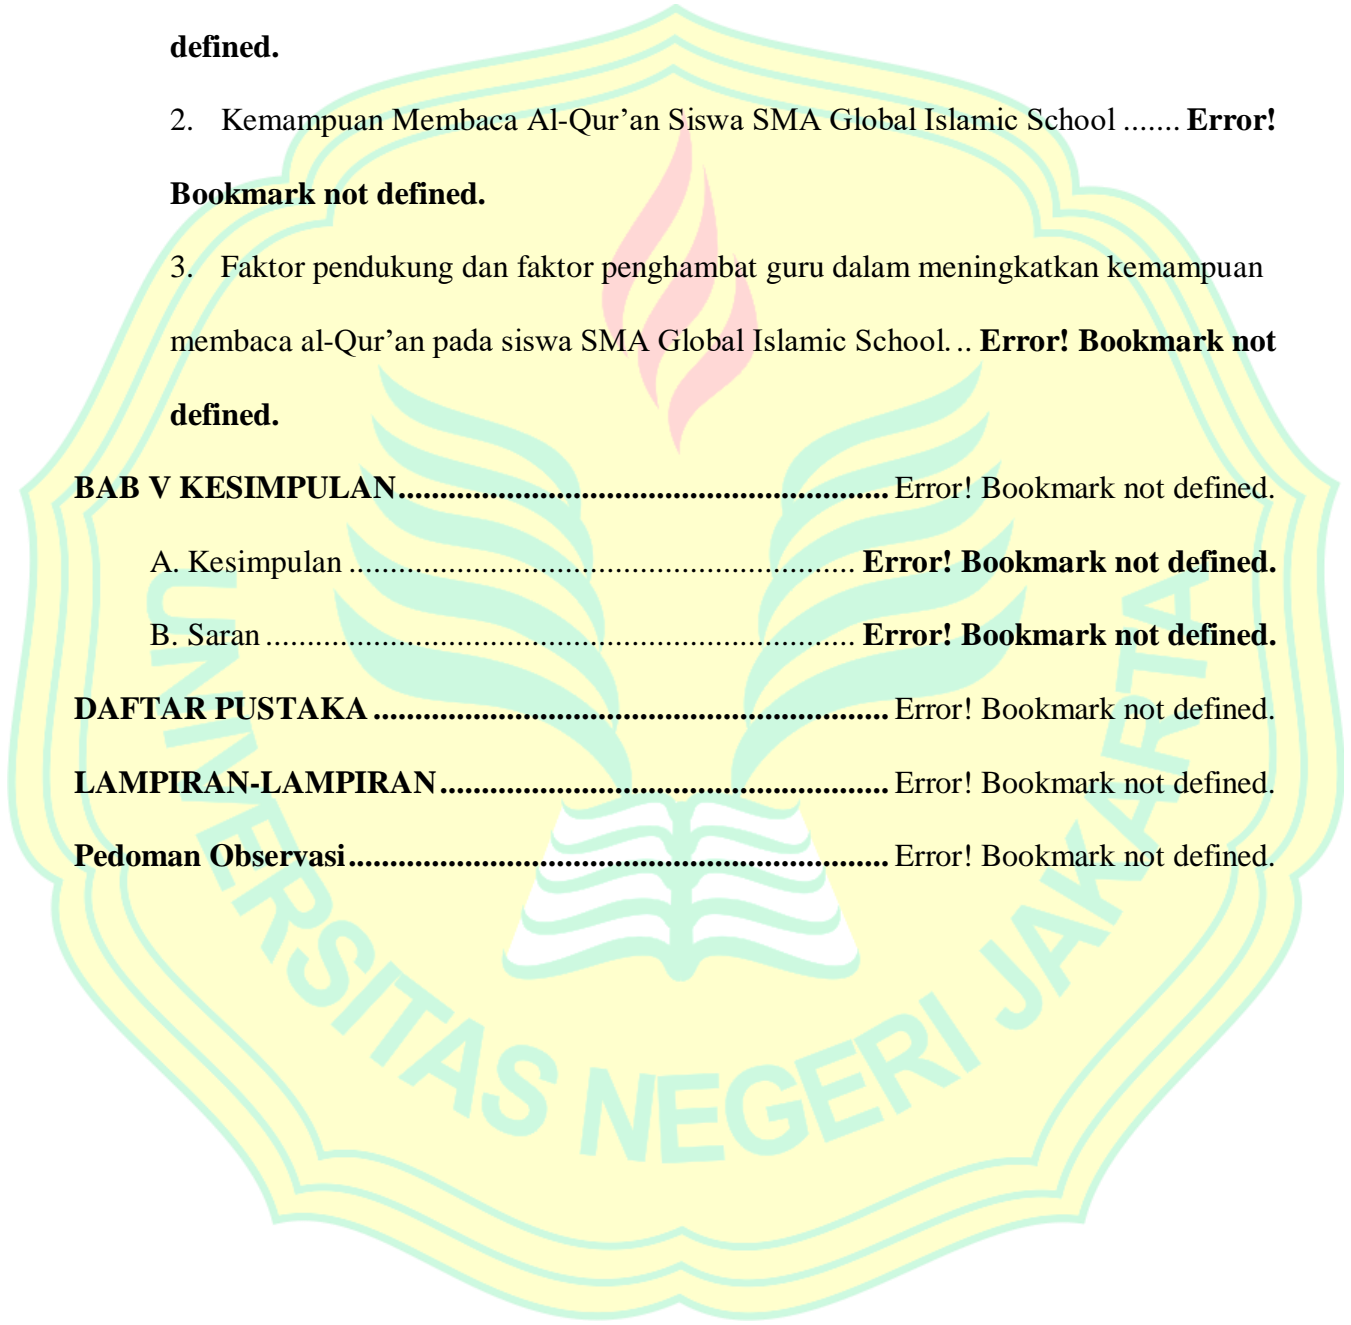 defined.
2. Kemampuan Membaca Al-Qur’an Siswa SMA Global Islamic School ....... Error!
Bookmark not defined.
3. Faktor pendukung dan faktor penghambat guru dalam meningkatkan kemampuan
membaca al-Qur’an pada siswa SMA Global Islamic School. .. Error! Bookmark not
defined.
BAB V KESIMPULAN.......................................................... Error! Bookmark not defined.
A. Kesimpulan ............................................................ Error! Bookmark not defined.
B. Saran ...................................................................... Error! Bookmark not defined.
DAFTAR PUSTAKA ............................................................. Error! Bookmark not defined.
LAMPIRAN-LAMPIRAN ..................................................... Error! Bookmark not defined.
Pedoman Observasi ................................................................ Error! Bookmark not defined.
UNIVERSITAS NEGERI JAKARTA